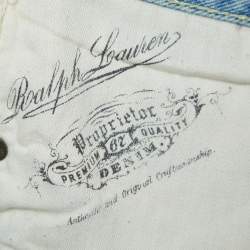 Ralph Lauren
Proprietor
PREMIUM 67 QUALITY
DENIM
Authentic and Original Craftsmanship.